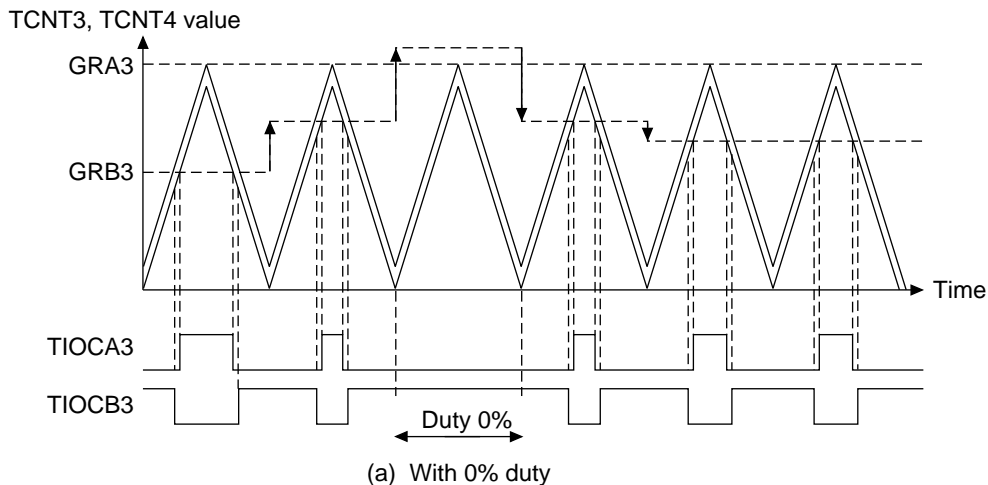 TCNT3, TCNT4 value
GRA3
GRB3
Time
TIOCA3
TIOCB3
Duty 0%
(a) With 0% duty